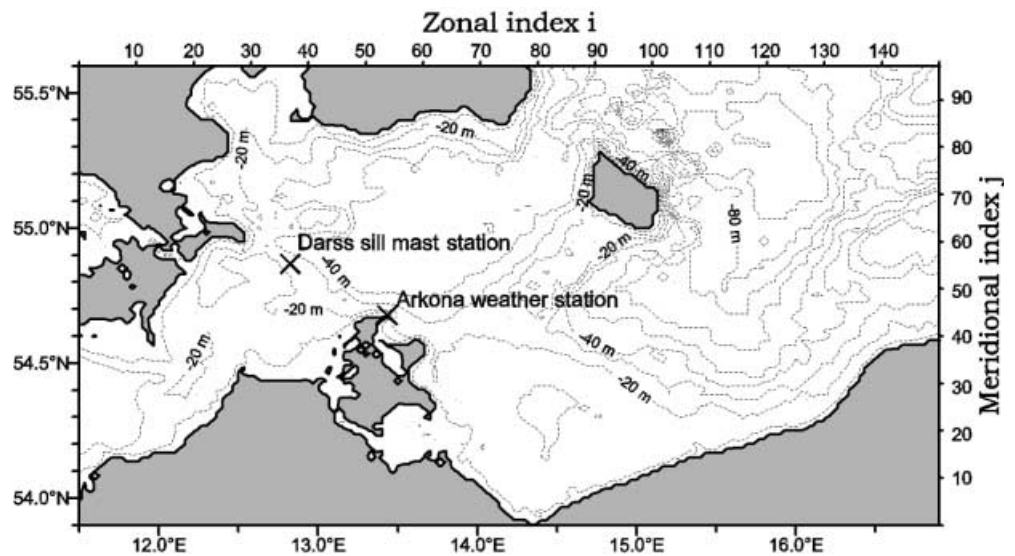 Zonal index i
10 20 30 40 50 60 70 80 90 100 110 120 130 140
55.5°N
55.0°N
54.5°N
54.0°N
-20 m
-20 m
-40 m
-20 m
-80 m
-20 m
Darss sill mast station
-40 m
-20 m
Arkona weather station
-20 m
-40 m
-20 m
90
80
70
60
50
40
30
20
10
Meridional index j
12.0°E 13.0°E 14.0°E 15.0°E 16.0°E